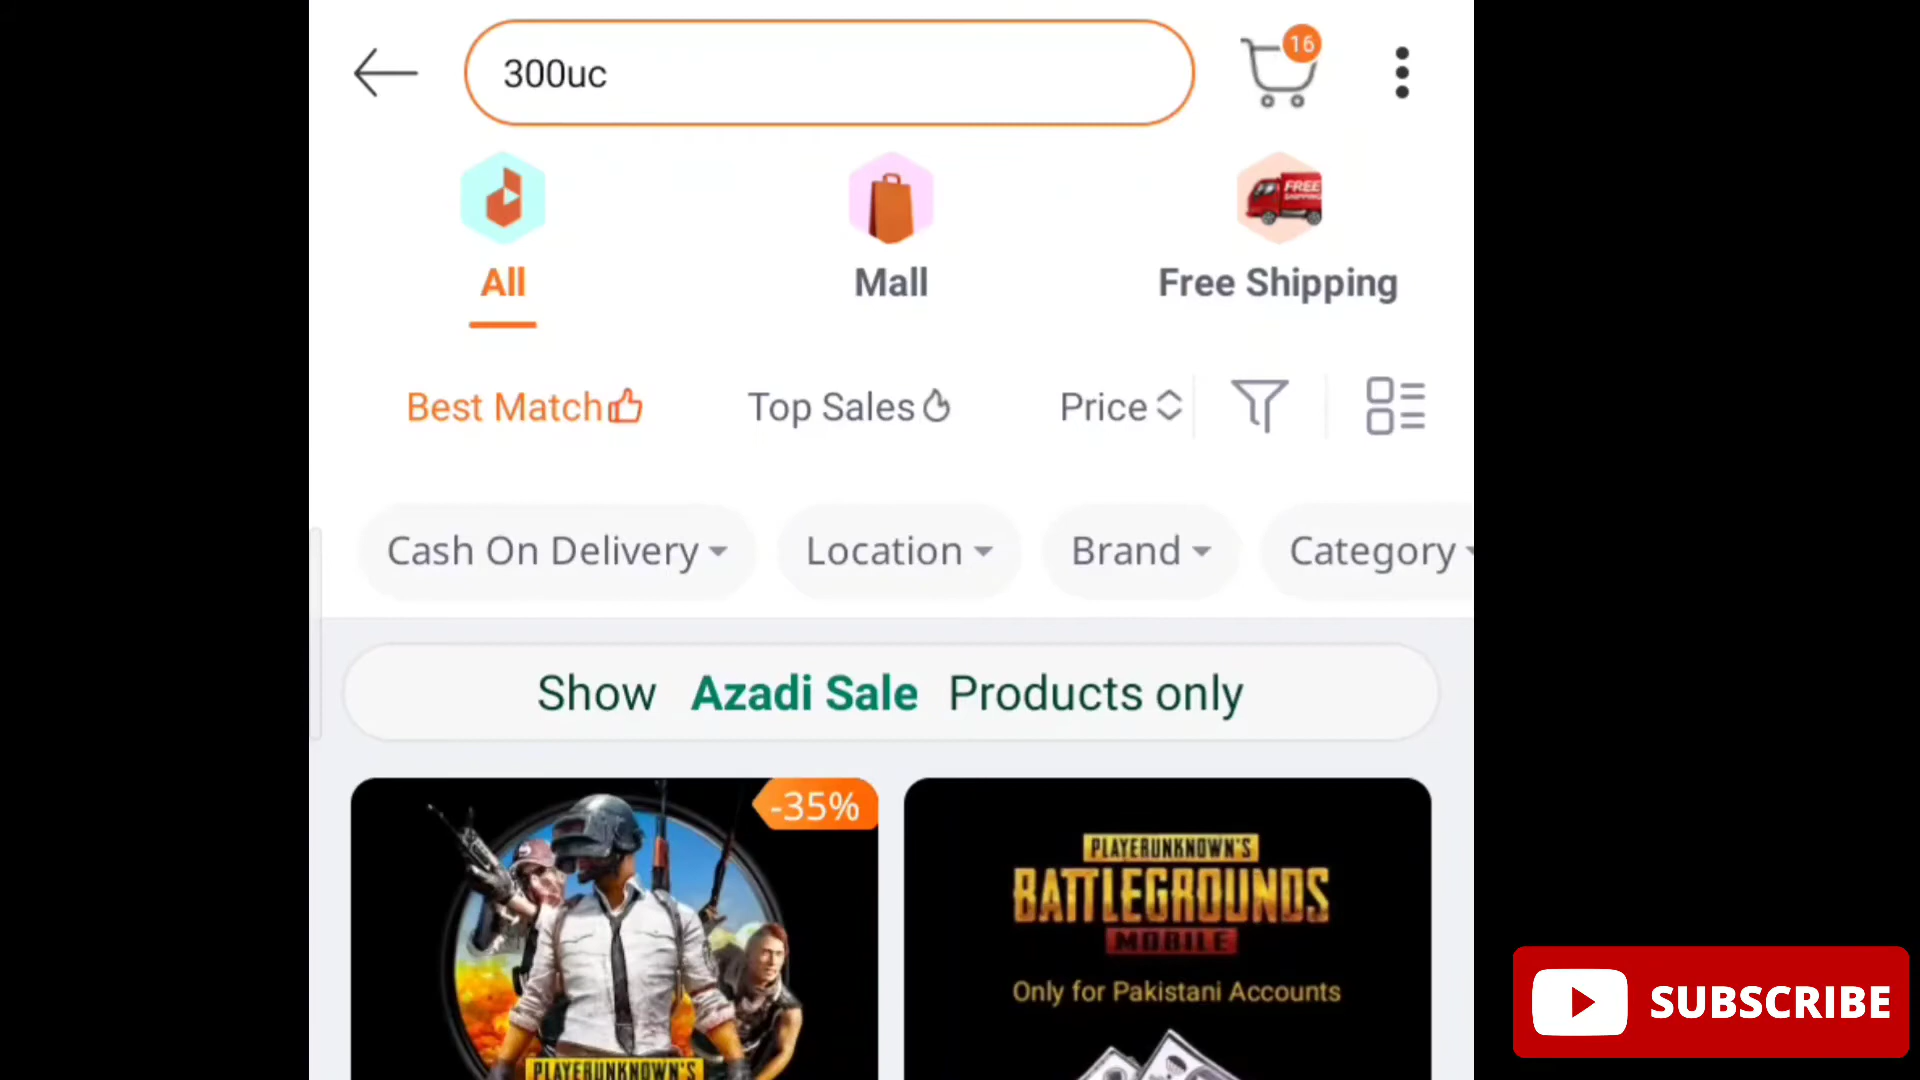 300uc
16
FREE
SHIPPING
All
Mall
Free Shipping
Best Match
Top Sales
Price
Cash On Delivery
Location
Brand
Category
Show Azadi Sale Products only
-35%
PLAYERUNKNOWN'S
PLAYERUNKNOWN'S
BATTLEGROUNDS
MOBILE
Only for Pakistani Accounts
SUBSCRIBE